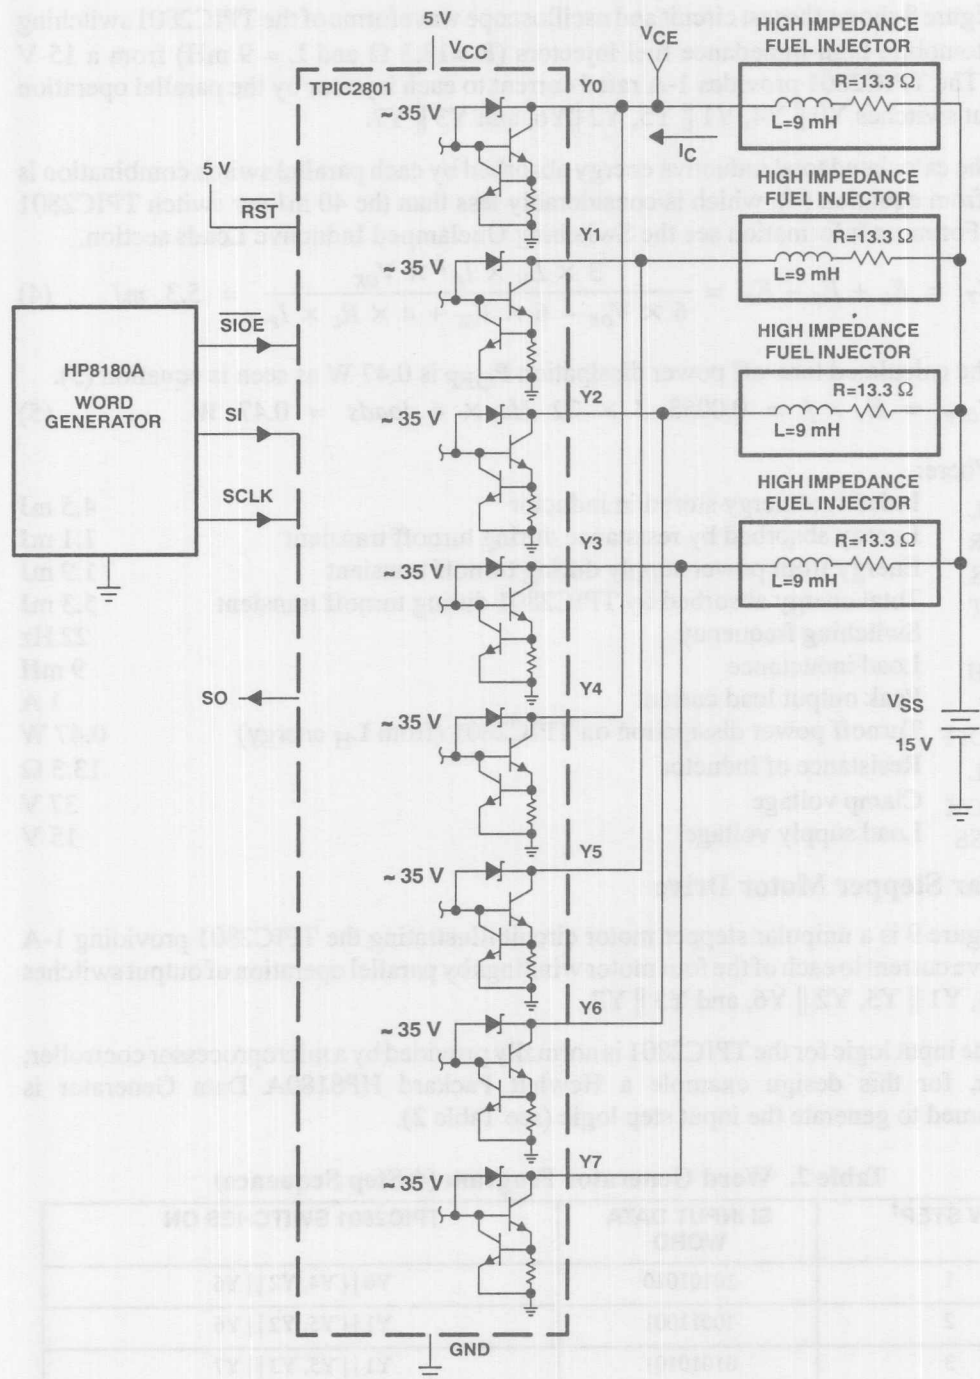 5 V
VCC
VCE
HIGH IMPEDANCE
FUEL INJECTOR
TPIC2801
Y0
≈ 35 V
R=13.3 Ω
L=9 mH
IC
5 V
RST
HIGH IMPEDANCE
FUEL INJECTOR
Y1
≈ 35 V
R=13.3 Ω
L=9 mH
SIOE
HP8180A
WORD
GENERATOR
HIGH IMPEDANCE
FUEL INJECTOR
Y2
≈ 35 V
R=13.3 Ω
L=9 mH
SI
SCLK
HIGH IMPEDANCE
FUEL INJECTOR
Y3
≈ 35 V
R=13.3 Ω
L=9 mH
SO
Y4
≈ 35 V
VSS
15 V
Y5
≈ 35 V
Y6
≈ 35 V
Y7
≈ 35 V
GND